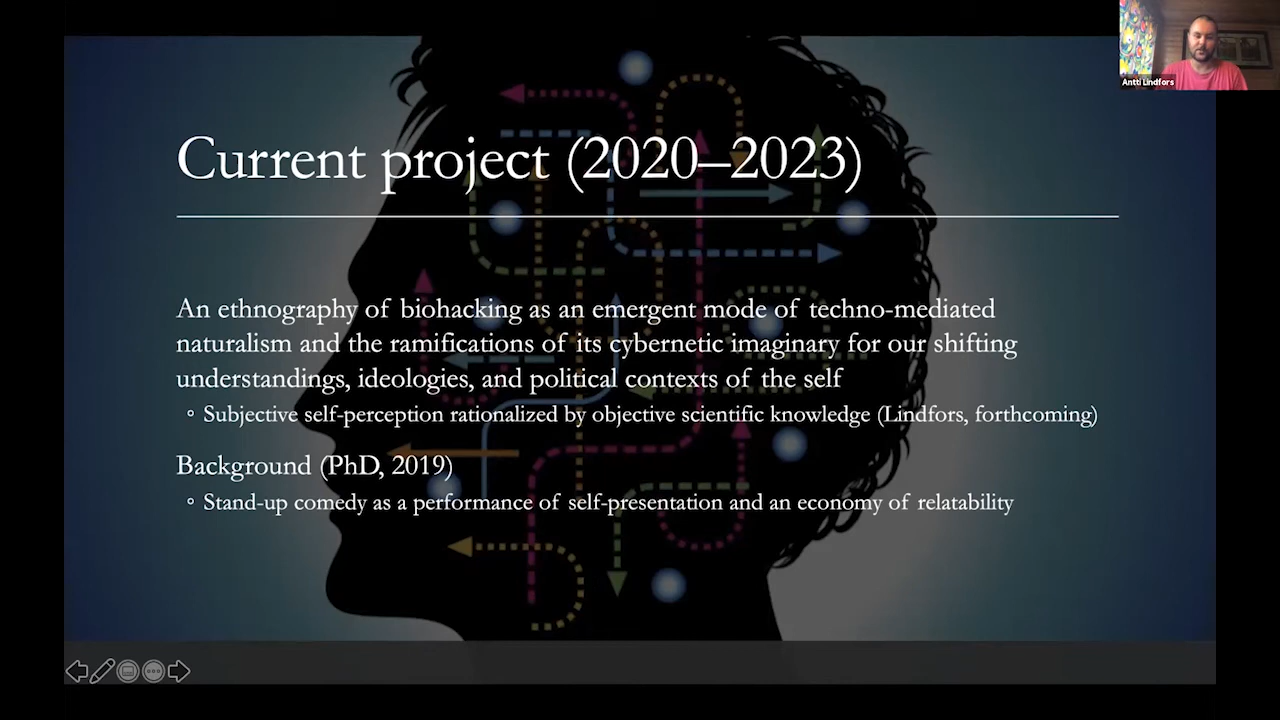 Antti Lindfors
Current project (2020–2023)
An ethnography of biohacking as an emergent mode of techno-mediated
naturalism and the ramifications of its cybernetic imaginary for our shifting
understandings, ideologies, and political contexts of the self
◦ Subjective self-perception rationalized by objective scientific knowledge (Lindfors, forthcoming)
Background (PhD, 2019)
◦ Stand-up comedy as a performance of self-presentation and an economy of relatability